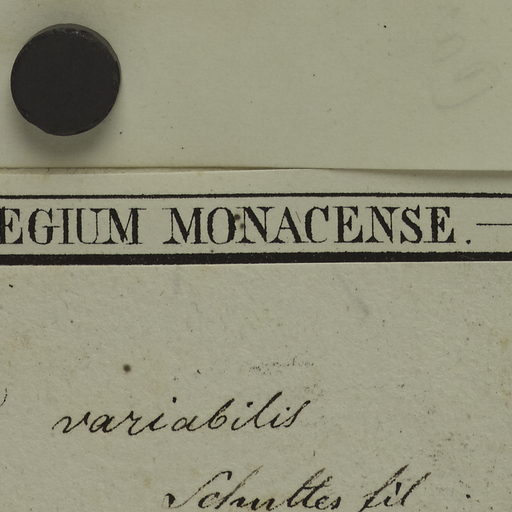 EGIUM MONACENSE. —
variabilis
Schultes fil